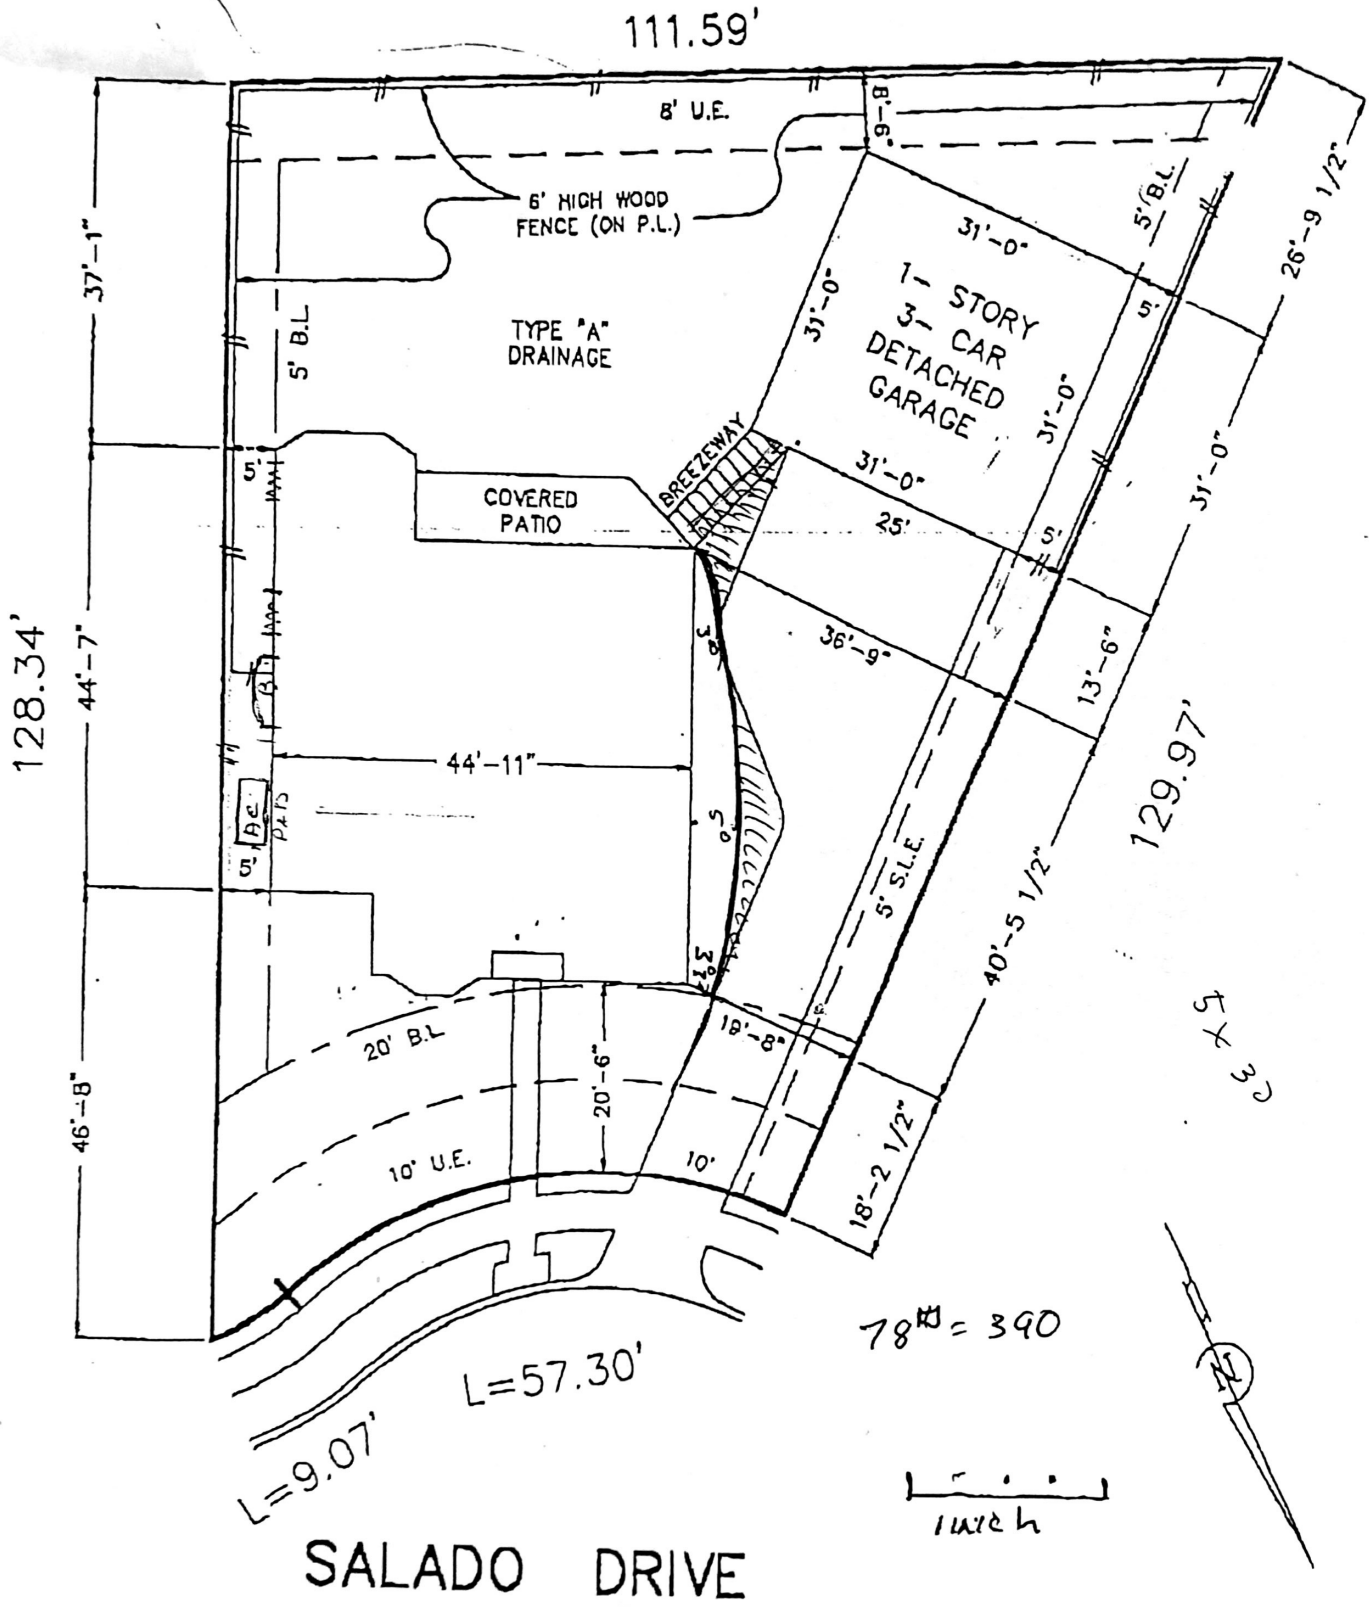 111.59'
8' U.E.
8'-6"
6' HIGH WOOD
FENCE (ON P.L.)
5' B.L.
26'-9 1/2"
37'-1"
5' B.L.
TYPE "A"
DRAINAGE
31'-0"
31'-0"
1- STORY
3- CAR
DETACHED
GARAGE
5'
31'-0"
31'-0"
BREEZEWAY
31'-0"
25'
5'
5'
COVERED
PATIO
128.34'
44'-7"
3'
36'-9"
13'-6"
B.
44'-11"
129.97'
AC
5'
5' S.L.E.
40'-5 1/2"
20' B.L
20'-6"
19'-8"
46'-8"
10' U.E.
10'
18'-2 1/2"
5 X 30
78 = 390
L=57.30'
L=9.07'
N
1 inch
SALADO DRIVE